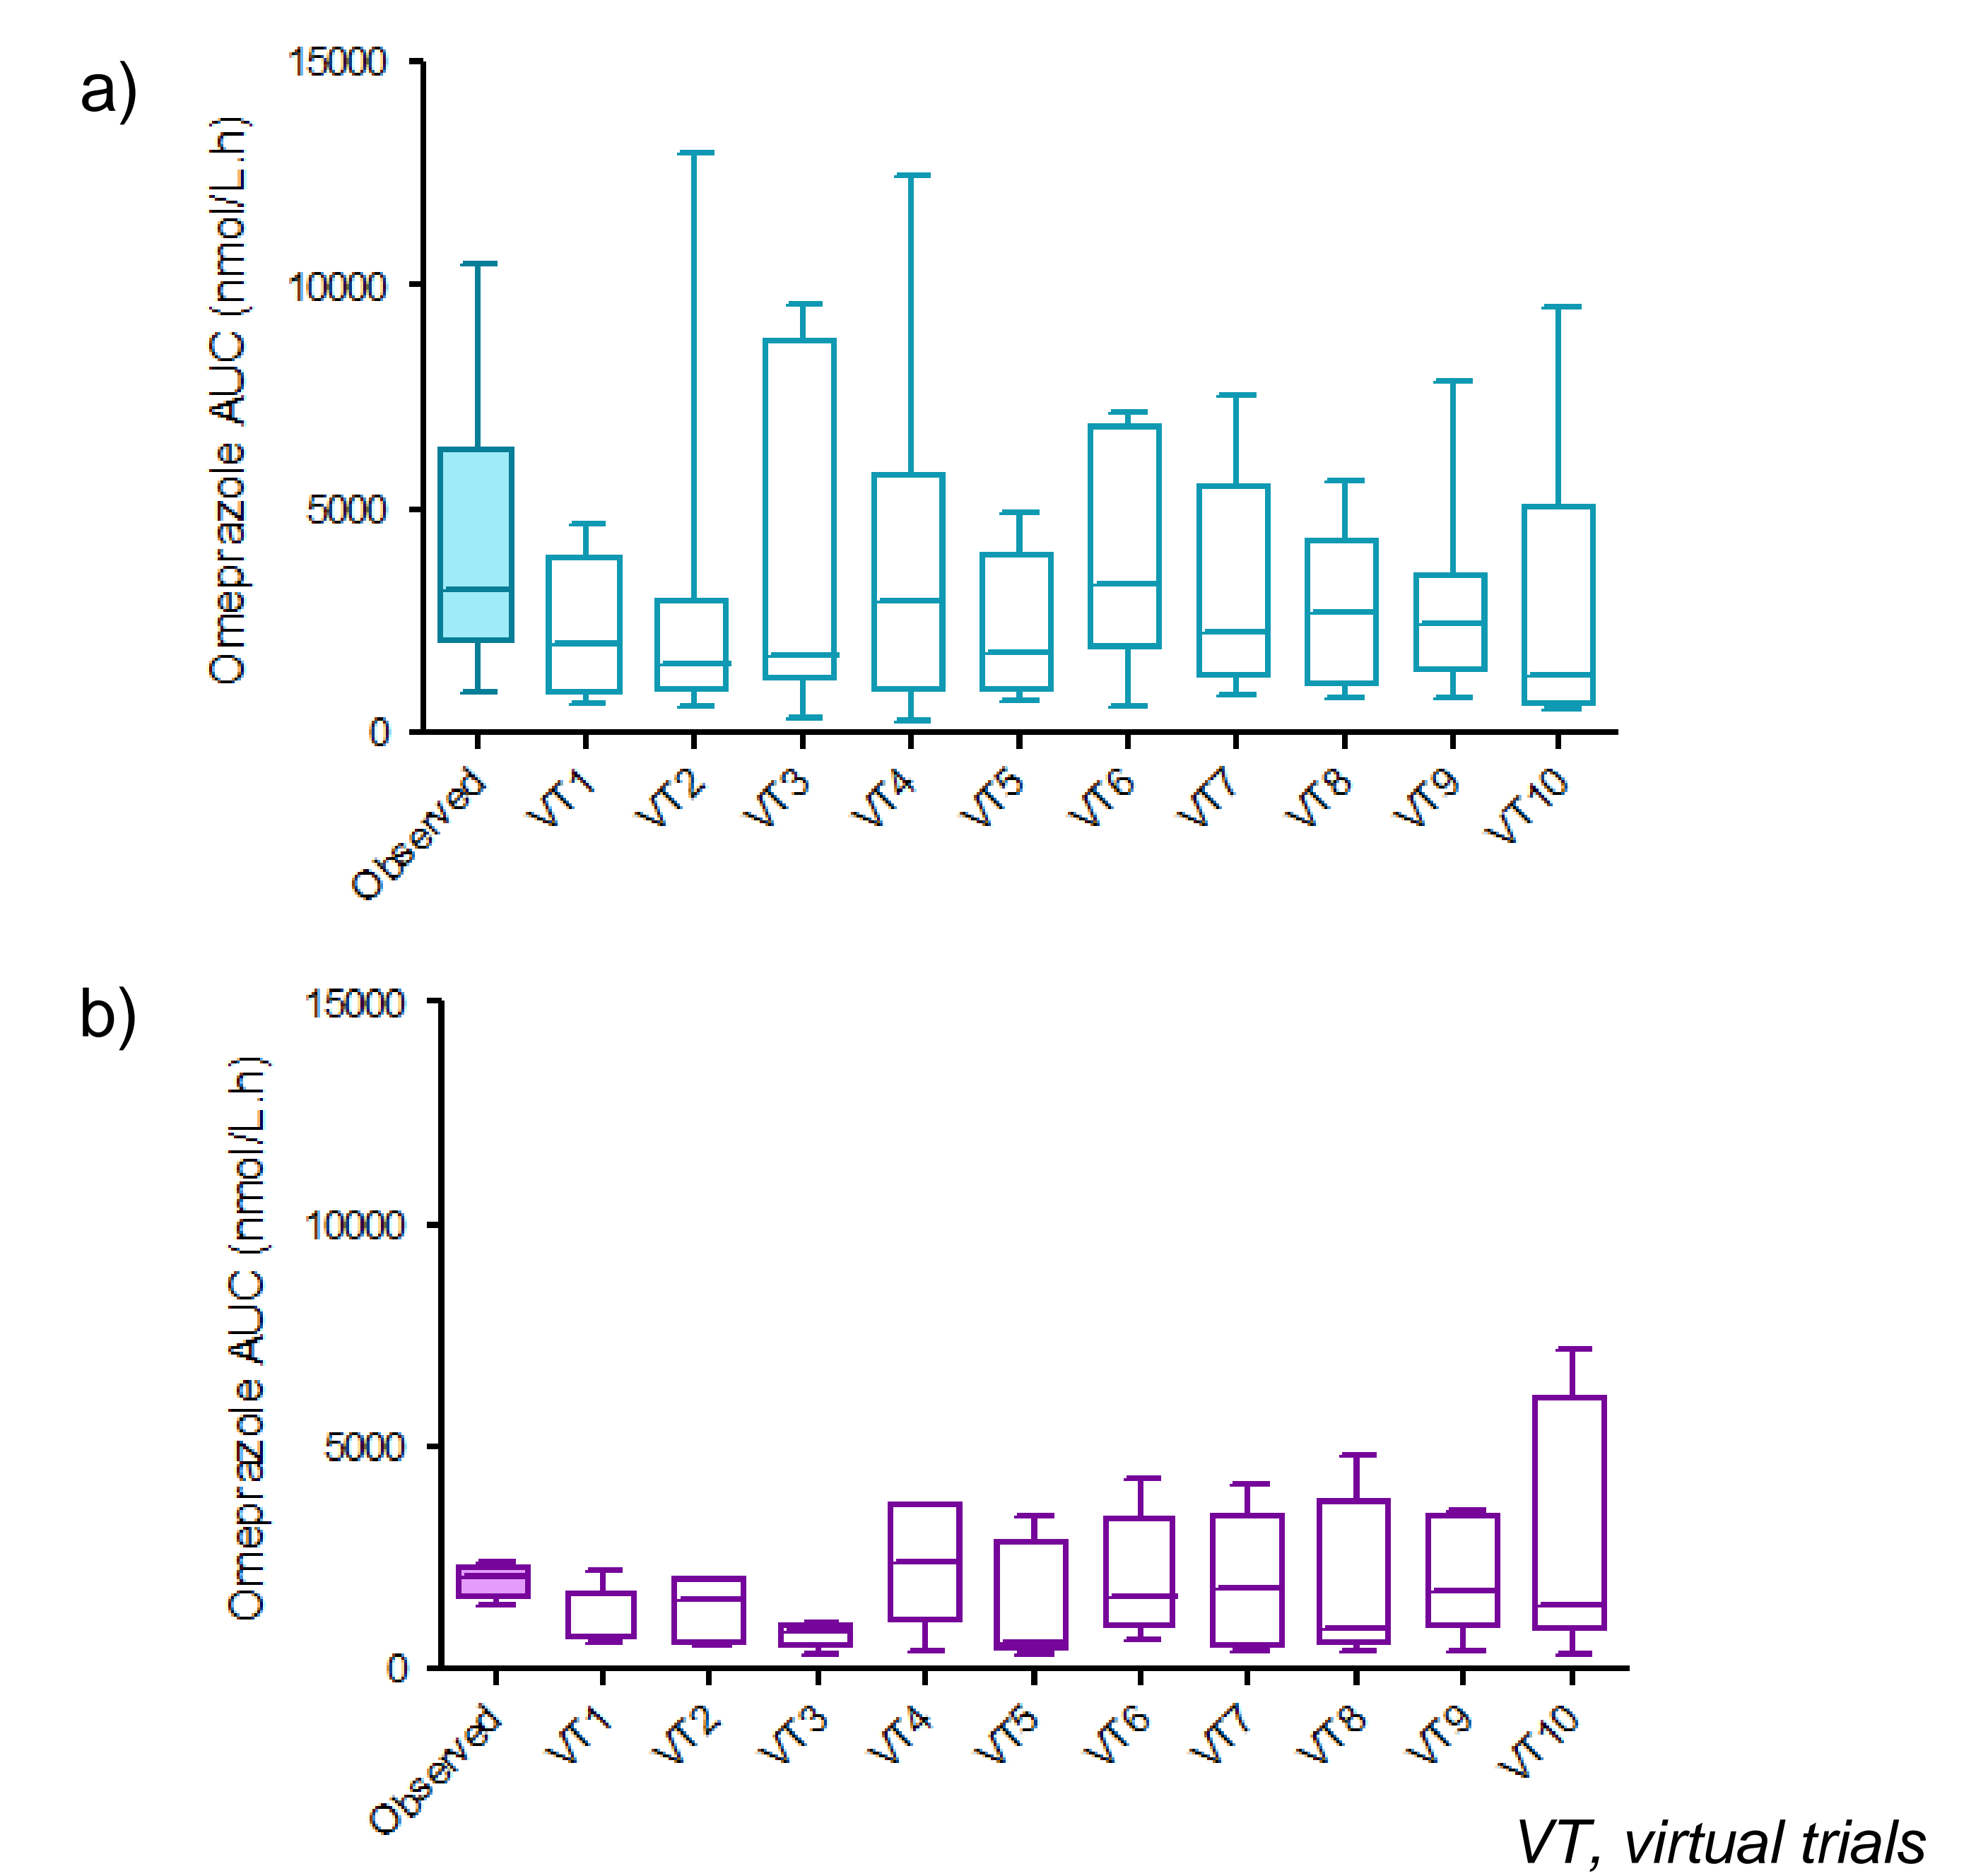 a)
Omeprazole AUC (nmol/L.h)
15000
10000
5000
0
Observed
VT1
VT2
VT3
VT4
VT5
VT6
VT7
VT8
VT9
VT10
b)
Omeprazole AUC (nmol/L.h)
15000
10000
5000
0
Observed
VT1
VT2
VT3
VT4
VT5
VT6
VT7
VT8
VT9
VT10
VT, virtual trials